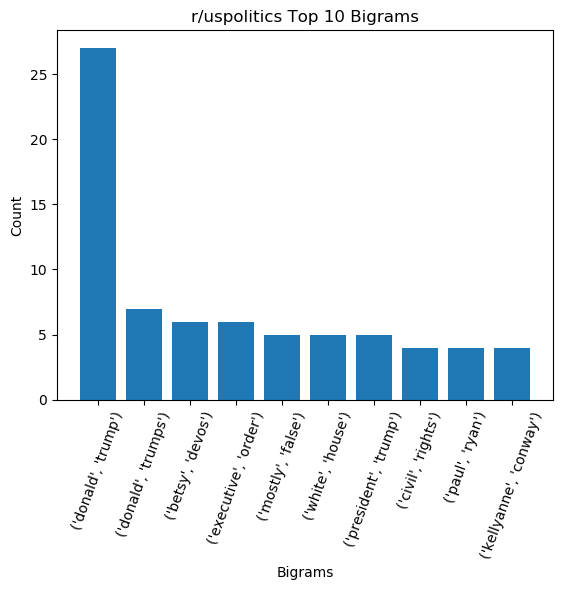 r/uspolitics Top 10 Bigrams
Count
25
20
15
10
5
0
('donald', 'trump')
('donald', 'trumps')
('betsy', 'devos')
('executive', 'order')
('mostly', 'false')
('white', 'house')
('president', 'trump')
('civil', 'rights')
('paul', 'ryan')
('kellyanne', 'conway')
Bigrams